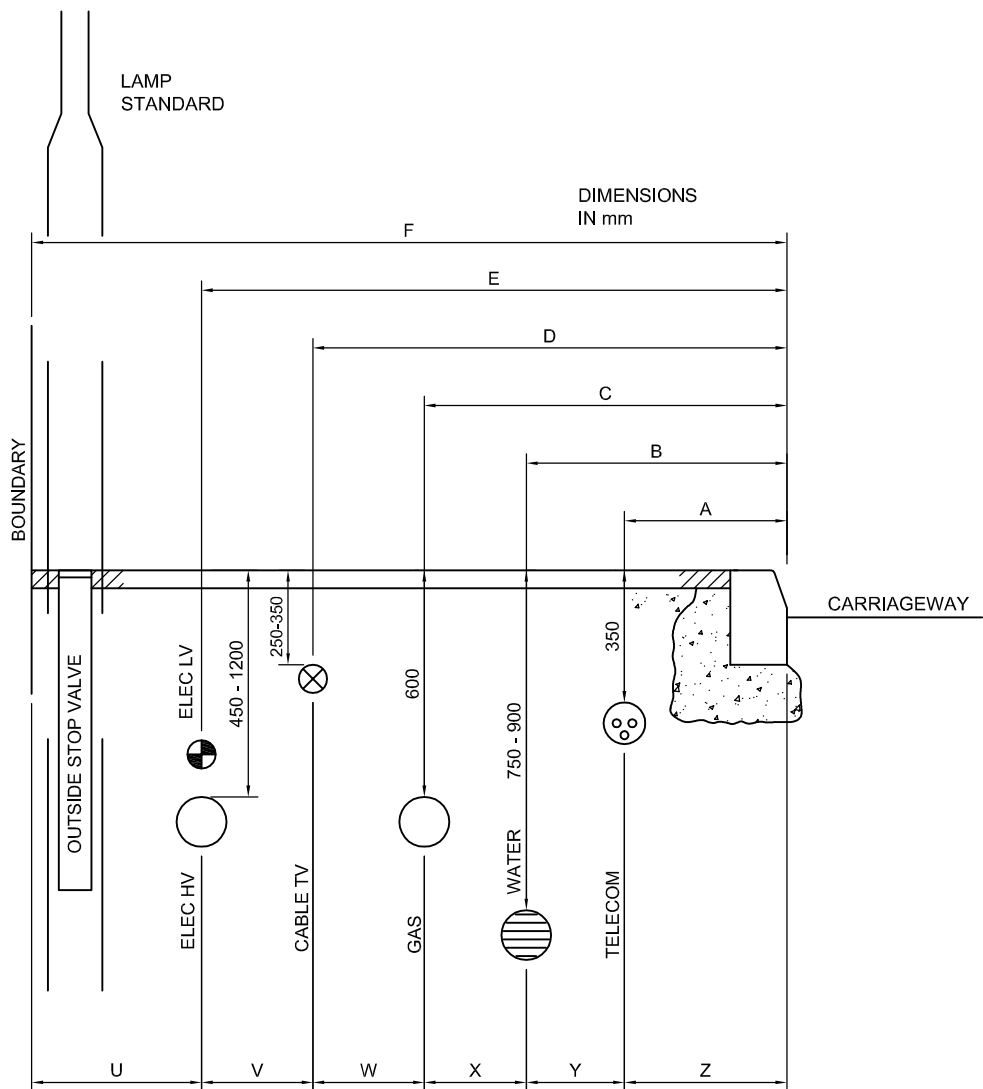 LAMP
STANDARD
DIMENSIONS
IN mm
F
E
D
C
B
A
BOUNDARY
CARRIAGEWAY
OUTSIDE STOP VALVE
ELEC LV
450 - 1200
250-350
600
750 - 900
350
ELEC HV
CABLE TV
GAS
WATER
TELECOM
U
V
W
X
Y
Z